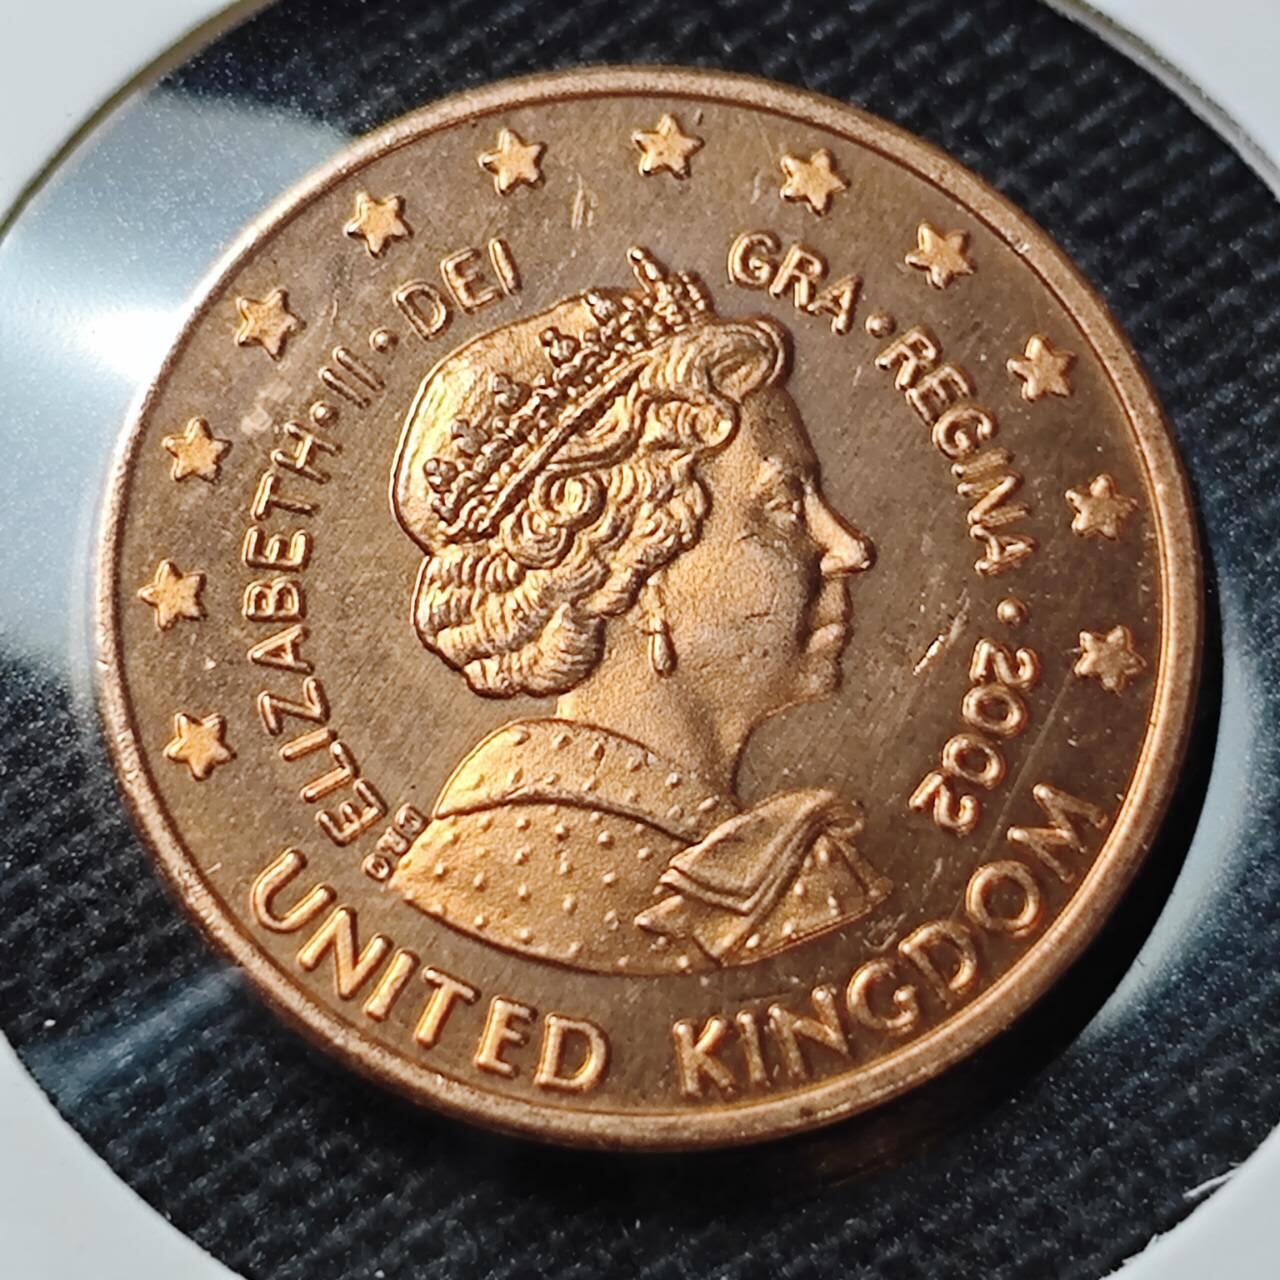 ELIZABETH·II·DEI GRA·REGINA·2002
UNITED KINGDOM